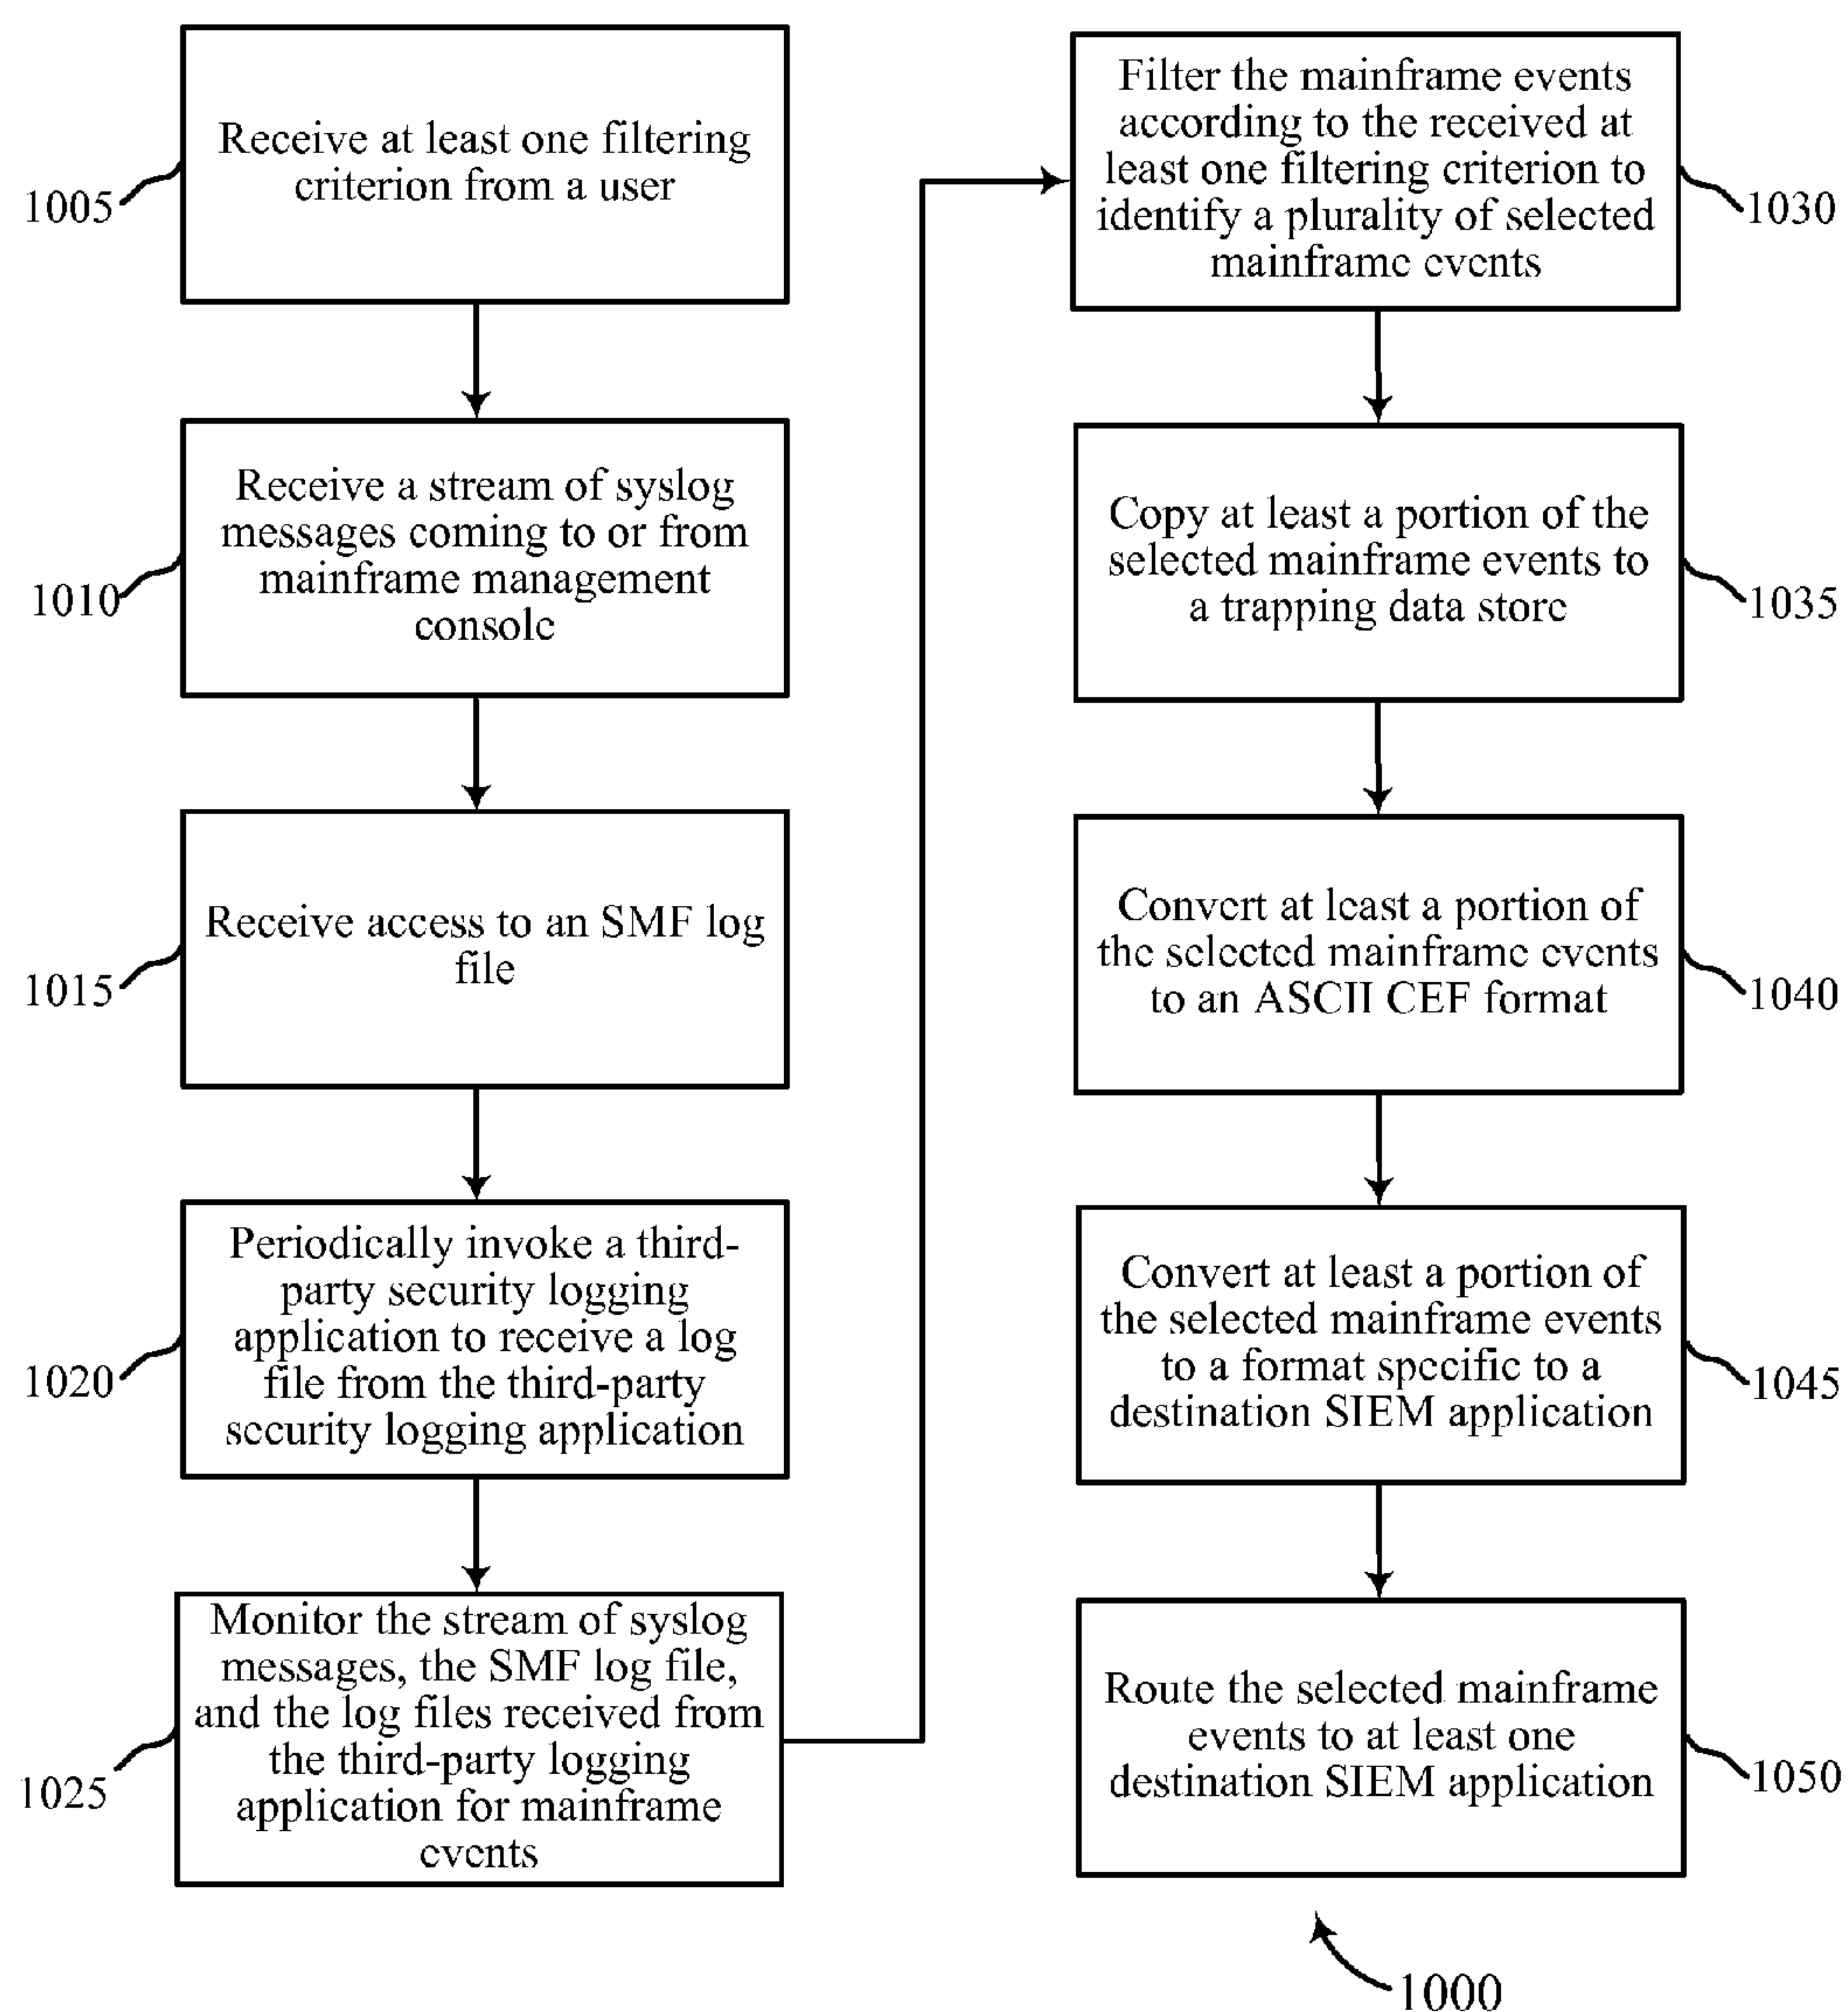 Receive at least one filtering
criterion from a user
1005
Receive a stream of syslog
messages coming to or from
mainframe management
console
1010
Receive access to an SMF log
file
1015
Periodically invoke a third-
party security logging
application to receive a log
file from the third-party
security logging application
1020
Monitor the stream of syslog
messages, the SMF log file,
and the log files received from
the third-party logging
application for mainframe
events
1025
Filter the mainframe events
according to the received at
least one filtering criterion to
identify a plurality of selected
mainframe events
1030
Copy at least a portion of the
selected mainframe events to
a trapping data store
1035
Convert at least a portion of
the selected mainframe events
to an ASCII CEF format
1040
Convert at least a portion of
the selected mainframe events
to a format specific to a
destination SIEM application
1045
Route the selected mainframe
events to at least one
destination SIEM application
1050
1000